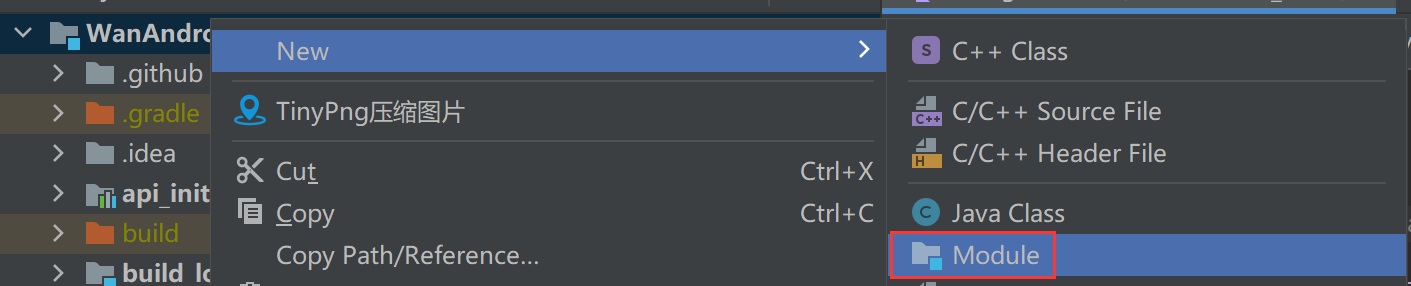 WanAndro
.github
.gradle
.idea
api_init
build
New
TinyPng压缩图片
Cut Ctrl+X
Copy Ctrl+C
Copy Path/Reference...
S C++ Class
C++ C/C++ Source File
H C/C++ Header File
C Java Class
Module